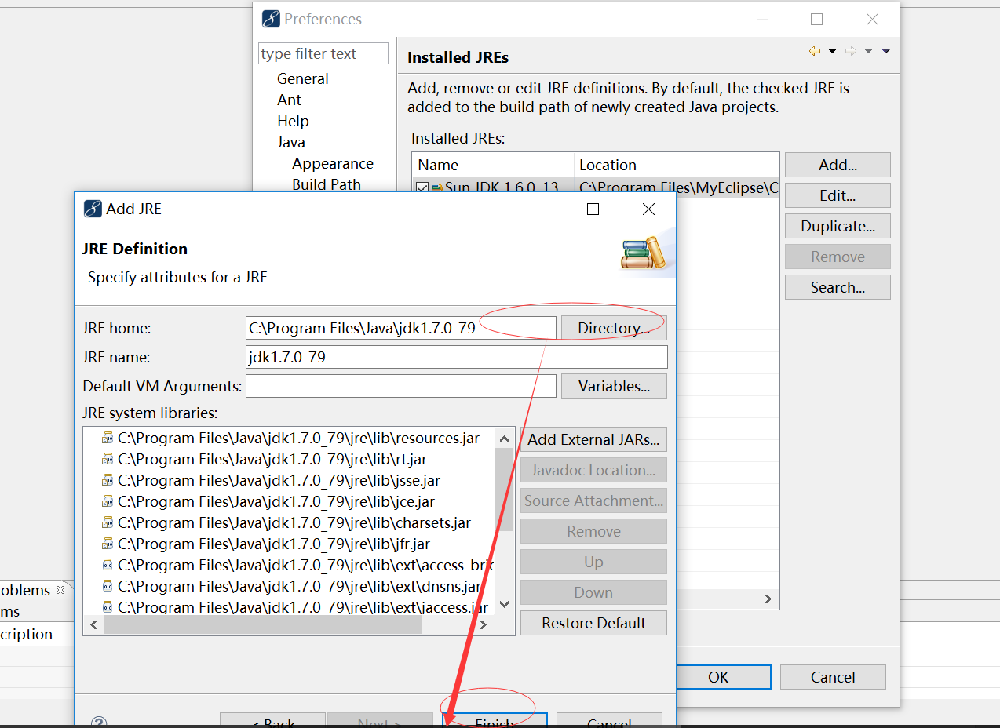 Preferences
type filter text
General
Ant
Help
Java
Appearance
Build Path
Installed JREs
Add, remove or edit JRE definitions. By default, the checked JRE is
added to the build path of newly created Java projects.
Installed JREs:
Name Location
Sun JDK 1.6.0_13 C:\Program Files\MyEclipse\C
Add...
Edit...
Duplicate...
Remove
Search...
OK Cancel
Add JRE
JRE Definition
Specify attributes for a JRE
JRE home: C:\Program Files\Java\jdk1.7.0_79 Directory...
JRE name: jdk1.7.0_79
Default VM Arguments: Variables...
JRE system libraries:
C:\Program Files\Java\jdk1.7.0_79\jre\lib\resources.jar
C:\Program Files\Java\jdk1.7.0_79\jre\lib\rt.jar
C:\Program Files\Java\jdk1.7.0_79\jre\lib\jsse.jar
C:\Program Files\Java\jdk1.7.0_79\jre\lib\jce.jar
C:\Program Files\Java\jdk1.7.0_79\jre\lib\charsets.jar
C:\Program Files\Java\jdk1.7.0_79\jre\lib\jfr.jar
C:\Program Files\Java\jdk1.7.0_79\jre\lib\ext\access-bri
C:\Program Files\Java\jdk1.7.0_79\jre\lib\ext\dnsns.jar
C:\Program Files\Java\jdk1.7.0_79\jre\lib\ext\jaccess.jar
Add External JARs...
Javadoc Location...
Source Attachment...
Remove
Up
Down
Restore Default
? < Back Next > Finish Cancel
oblems
ms
cription